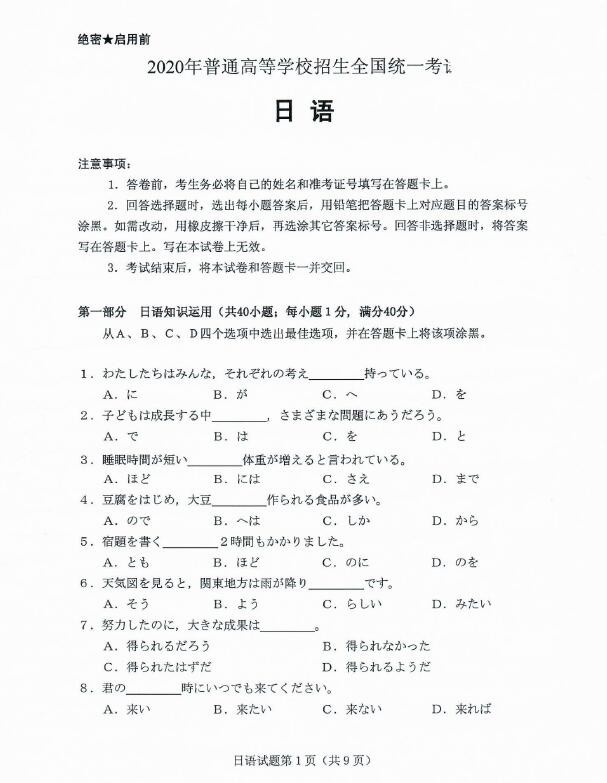 绝密★启用前
2020年普通高等学校招生全国统一考
日 语
注意事项：
1．答卷前，考生务必将自己的姓名和准考证号填写在答题卡上。
2．回答选择题时，选出每小题答案后，用铅笔把答题卡上对应题目的答案标号
涂黑。如需改动，用橡皮擦干净后，再选涂其它答案标号。回答非选择题时，将答案
写在答题卡上。写在本试卷上无效。
3．考试结束后，将本试卷和答题卡一并交回。
第一部分 日语知识运用（共40小题；每小题1分，满分40分）
从A、B、C、D四个选项中选出最佳选项，并在答题卡上将该项涂黑。
1．わたしたちはみんな，それぞれの考え________持っている。
A．に B．が C．へ D．を
2．子どもは成長する中________，さまざまな問題にあうだろう。
A．で B．は C．を D．と
3．睡眠時間が短い________体重が増えると言われている。
A．ほど B．には C．さえ D．まで
4．豆腐をはじめ，大豆________作られる食品が多い。
A．ので B．へは C．しか D．から
5．宿題を書く________２時間もかかりました。
A．とも B．ほど C．のに D．のを
6．天気図を見ると，関東地方は雨が降り________です。
A．そう B．よう C．らしい D．みたい
7．努力したのに，大きな成果は________。
A．得られるだろう B．得られなかった
C．得られたはずだ D．得られるようだ
8．君の________時にいつでも来てください。
A．来い B．来たい C．来ない D．来れば
日语试题第1页（共9页）